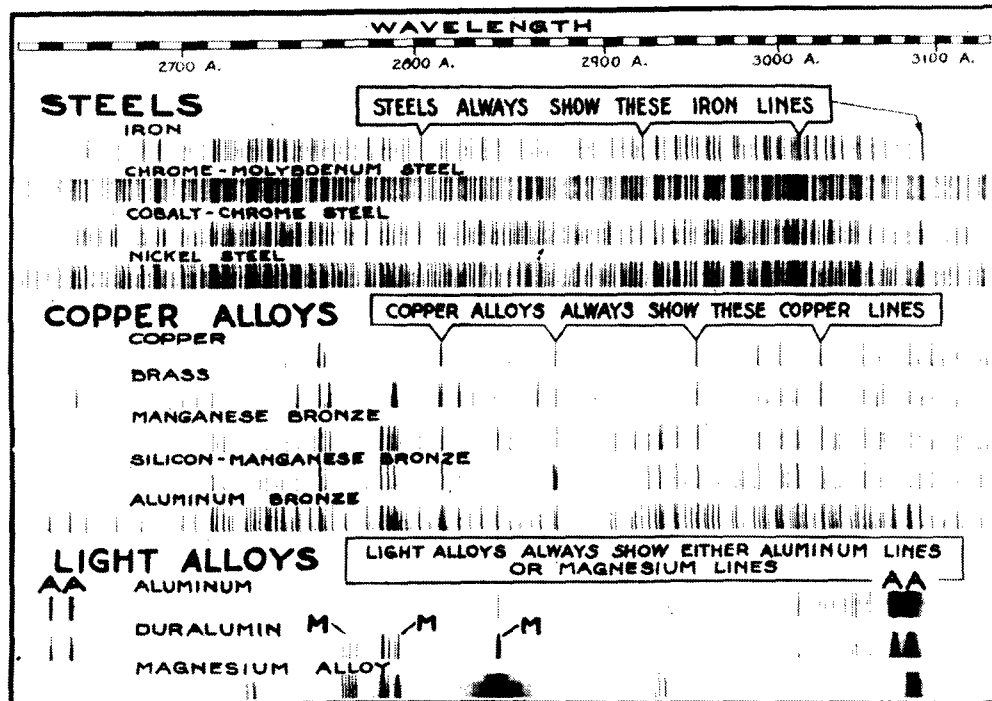 WAVELENGTH
2700 A. 2800 A. 2900 A. 3000 A. 3100 A.
STEELS
STEELS ALWAYS SHOW THESE IRON LINES
IRON
CHROME-MOLYBDENUM STEEL
COBALT-CHROME STEEL
NICKEL STEEL
COPPER ALLOYS
COPPER ALLOYS ALWAYS SHOW THESE COPPER LINES
COPPER
BRASS
MANGANESE BRONZE
SILICON-MANGANESE BRONZE
ALUMINUM BRONZE
LIGHT ALLOYS
LIGHT ALLOYS ALWAYS SHOW EITHER ALUMINUM LINES
OR MAGNESIUM LINES
AA ALUMINUM AA
DURALUMIN M M M
MAGNESIUM ALLOY